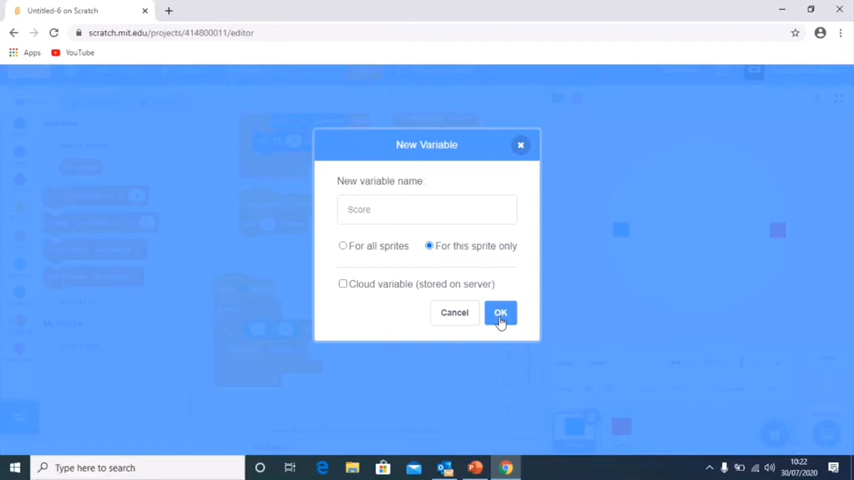 Untitled-6 on Scratch
scratch.mit.edu/projects/414800011/editor
Apps YouTube
New Variable
New variable name:
Score
For all sprites For this sprite only
Cloud variable (stored on server)
Cancel OK
Type here to search
10:22
30/07/2020